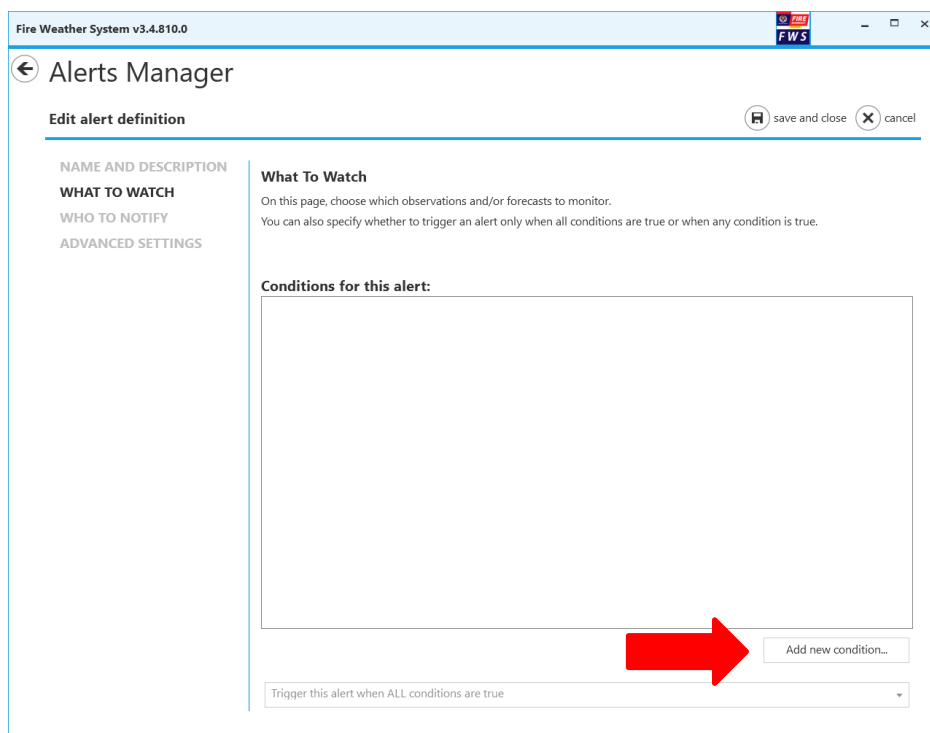 Fire Weather System v3.4.810.0
FIRE
FWS
Alerts Manager
Edit alert definition
save and close
cancel
NAME AND DESCRIPTION
WHAT TO WATCH
WHO TO NOTIFY
ADVANCED SETTINGS
What To Watch
On this page, choose which observations and/or forecasts to monitor.
You can also specify whether to trigger an alert only when all conditions are true or when any condition is true.
Conditions for this alert:
Add new condition...
Trigger this alert when ALL conditions are true